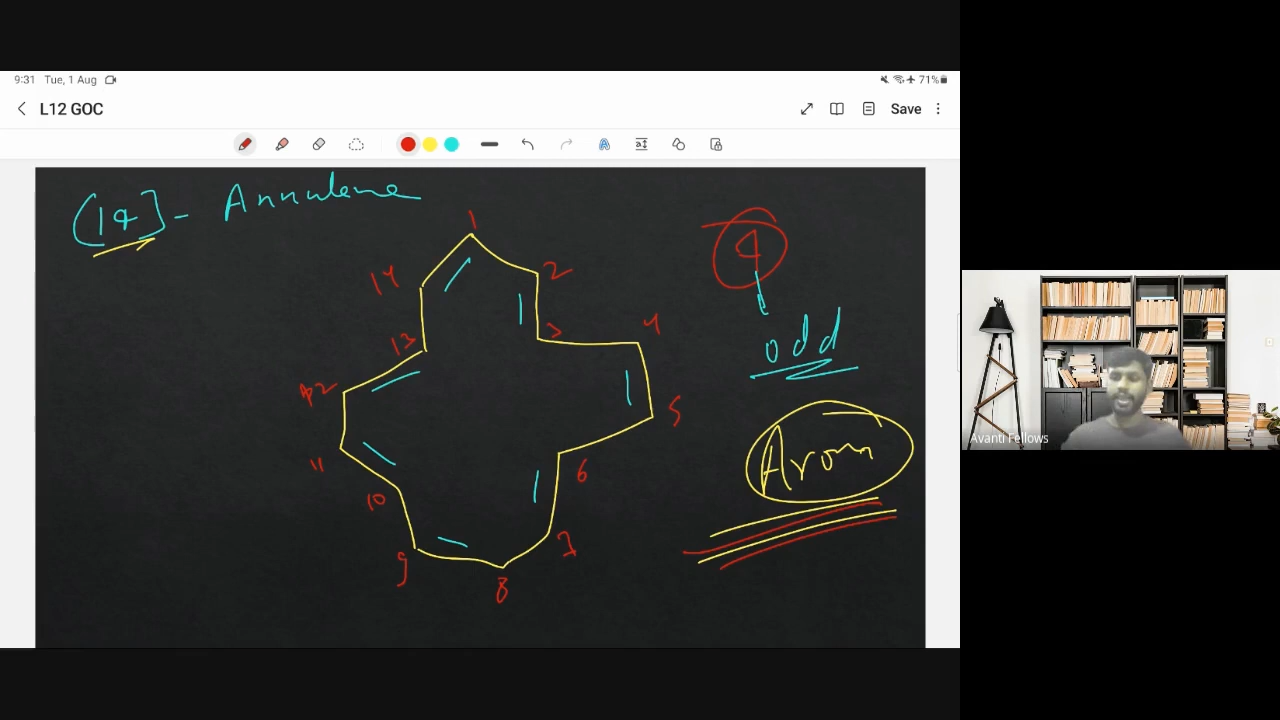 9:31 Tue, 1 Aug
71%
L12 GOC
Save
[14] - Annulene
1
2
3
4
5
6
7
8
9
10
11
12
13
14
odd
Arom
Avanti Fellows